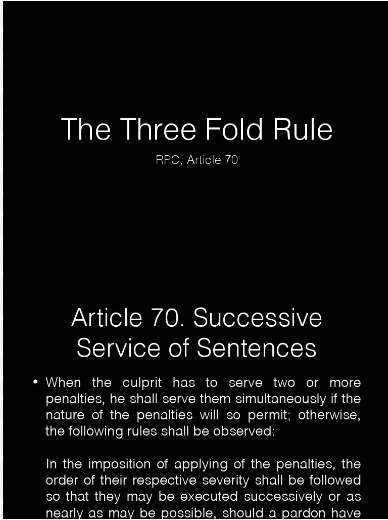 The Three Fold Rule
RPC, Article 70
Article 70. Successive
Service of Sentences
• When the culprit has to serve two or more
penalties, he shall serve them simultaneously if the
nature of the penalties will so permit; otherwise,
the following rules shall be observed:
In the imposition of applying of the penalties, the
order of their respective severity shall be followed
so that they may be executed successively or as
nearly as may be possible, should a pardon have